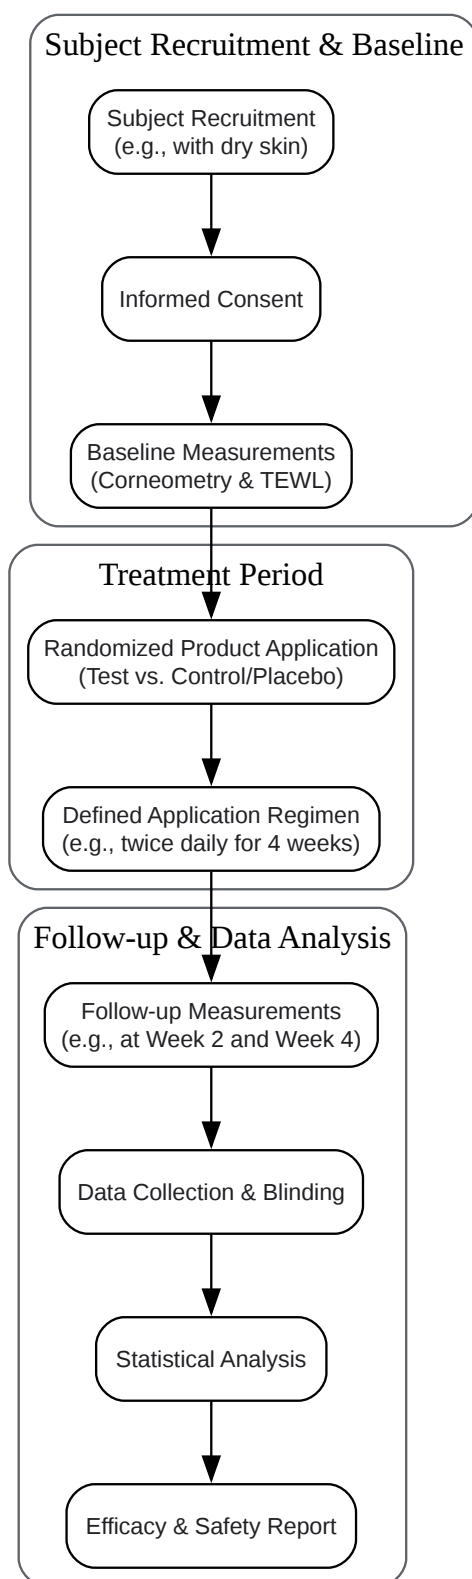 Subject Recruitment & Baseline
Subject Recruitment
(e.g., with dry skin)
Informed Consent
Baseline Measurements
(Corneometry & TEWL)
Treatment Period
Randomized Product Application
(Test vs. Control/Placebo)
Defined Application Regimen
(e.g., twice daily for 4 weeks)
Follow-up & Data Analysis
Follow-up Measurements
(e.g., at Week 2 and Week 4)
Data Collection & Blinding
Statistical Analysis
Efficacy & Safety Report